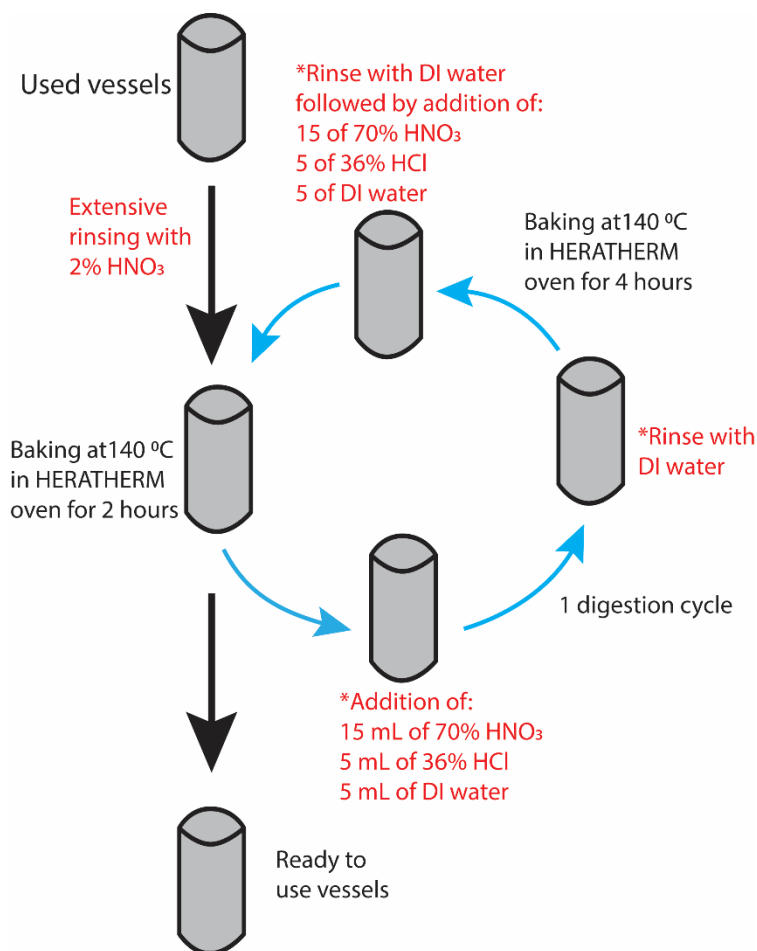 Used vessels
*Rinse with DI water
followed by addition of:
15 of 70% HNO₃
5 of 36% HCl
5 of DI water
Extensive
rinsing with
2% HNO₃
Baking at140 ⁰C
in HERATHERM
oven for 4 hours
Baking at140 ⁰C
in HERATHERM
oven for 2 hours
*Rinse with
DI water
1 digestion cycle
*Addition of:
15 mL of 70% HNO₃
5 mL of 36% HCl
5 mL of DI water
Ready to
use vessels